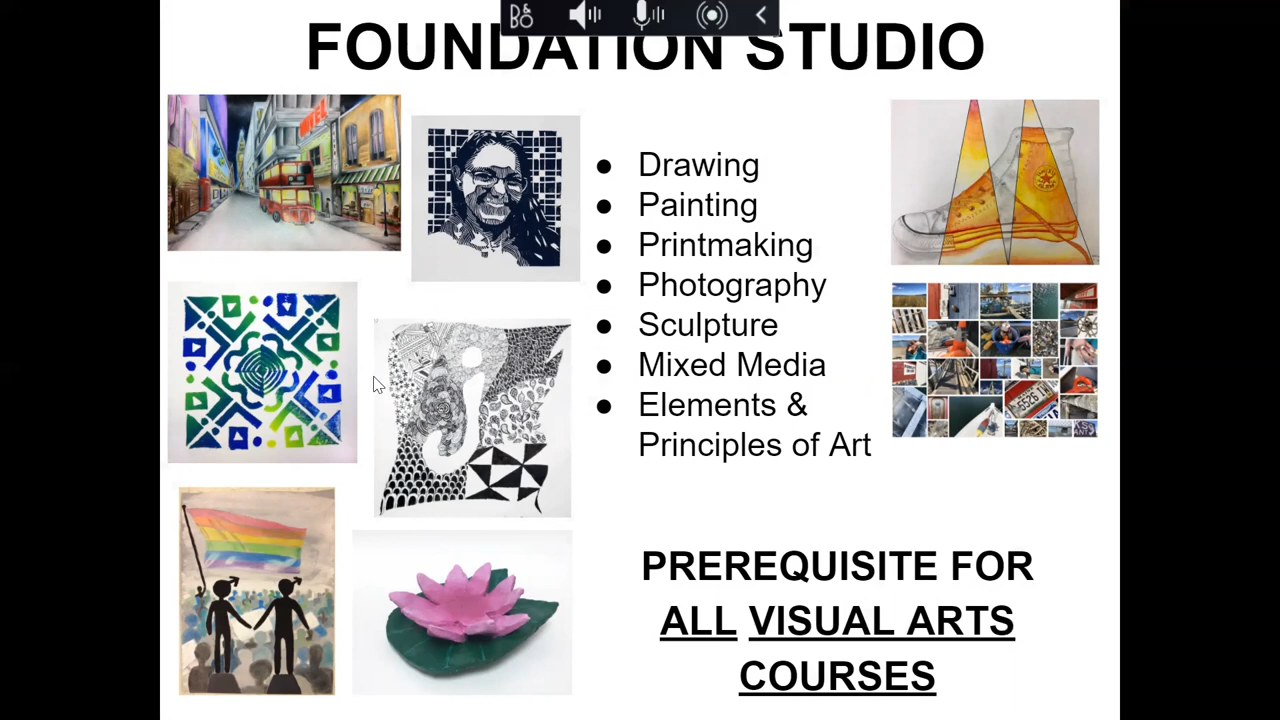 B&O
FOUNDATION STUDIO
HOTEL
● Drawing
● Painting
● Printmaking
● Photography
● Sculpture
● Mixed Media
● Elements &
Principles of Art
PREREQUISITE FOR
ALL VISUAL ARTS
COURSES